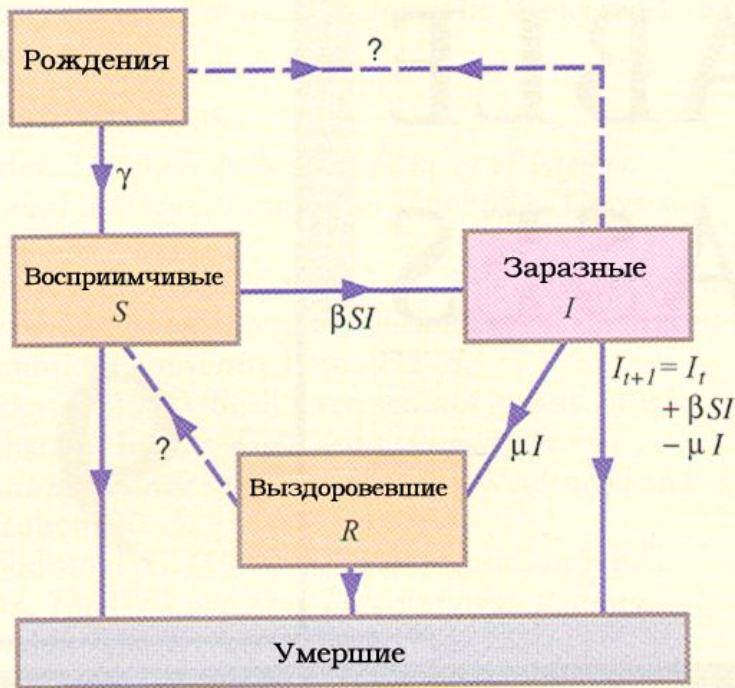 ?
Рождения
γ
Восприимчивые
S
βSI
Заразные
I
I_{t+1} = I_t
+ βSI
− μI
?
μI
Выздоровевшие
R
Умершие